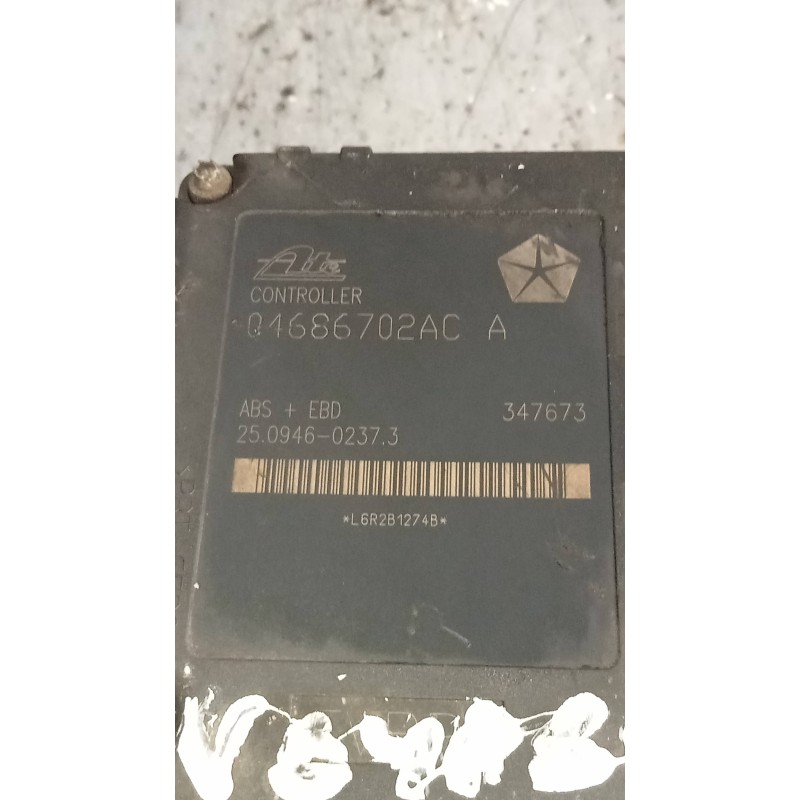 Ate
CONTROLLER
04686702AC A
ABS + EBD 347673
25.0946-0237.3
*L6R2B1274B*